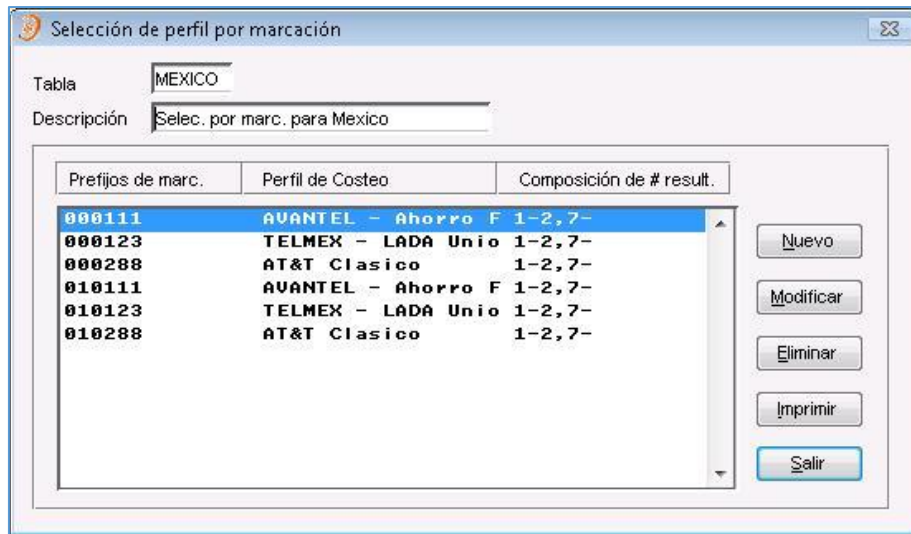 Selección de perfil por marcación
Tabla MEXICO
Descripción Selec. por marc. para Mexico
Prefijos de marc. Perfil de Costeo Composición de # result.
000111 AVANTEL - Ahorro F 1-2,7-
000123 TELMEX - LADA Unio 1-2,7-
000288 AT&T Clasico 1-2,7-
010111 AVANTEL - Ahorro F 1-2,7-
010123 TELMEX - LADA Unio 1-2,7-
010288 AT&T Clasico 1-2,7-
Nuevo
Modificar
Eliminar
Imprimir
Salir